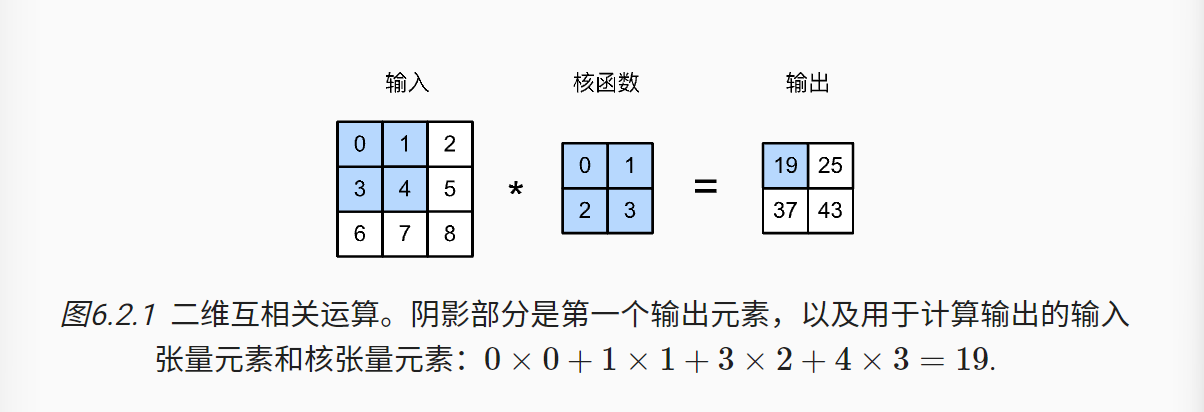 输入 核函数 输出
0 1 2
0 1 19 25
3 4 5 * =
2 3 37 43
6 7 8
图6.2.1 二维互相关运算。阴影部分是第一个输出元素，以及用于计算输出的输入
张量元素和核张量元素：0 × 0 + 1 × 1 + 3 × 2 + 4 × 3 = 19.